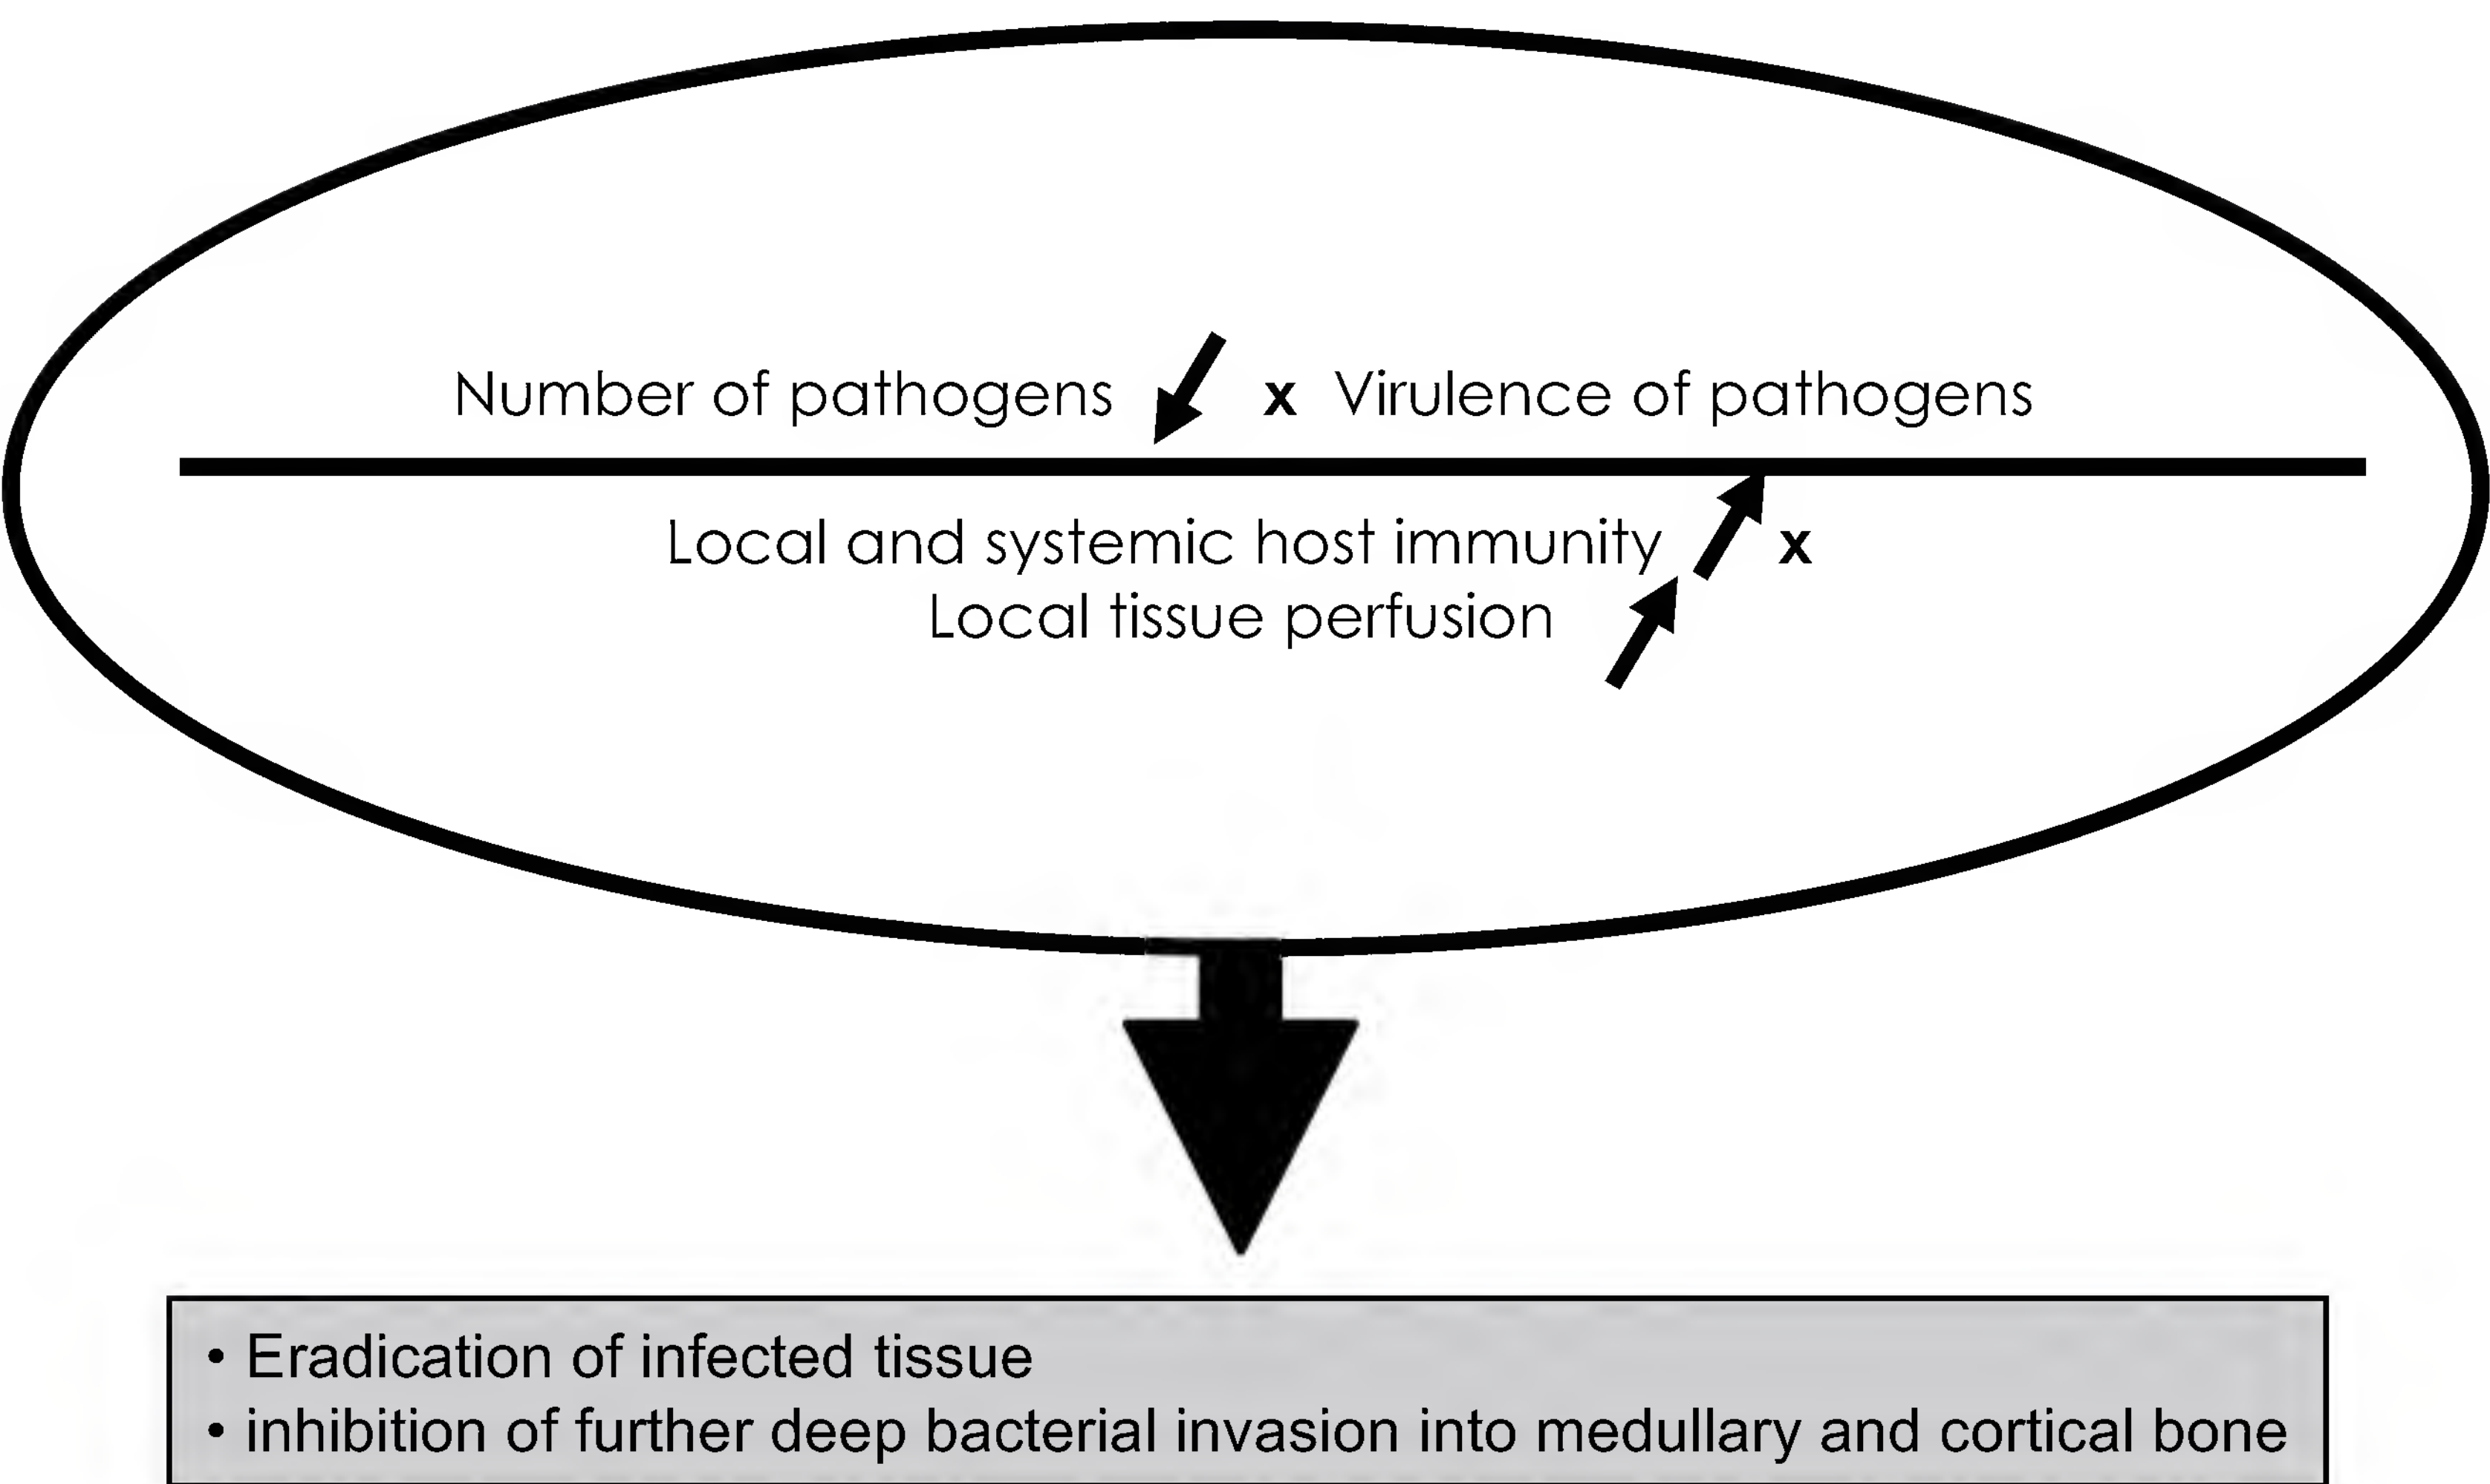 Number of pathogens x Virulence of pathogens
Local and systemic host immunity x
Local tissue perfusion
• Eradication of infected tissue
• inhibition of further deep bacterial invasion into medullary and cortical bone